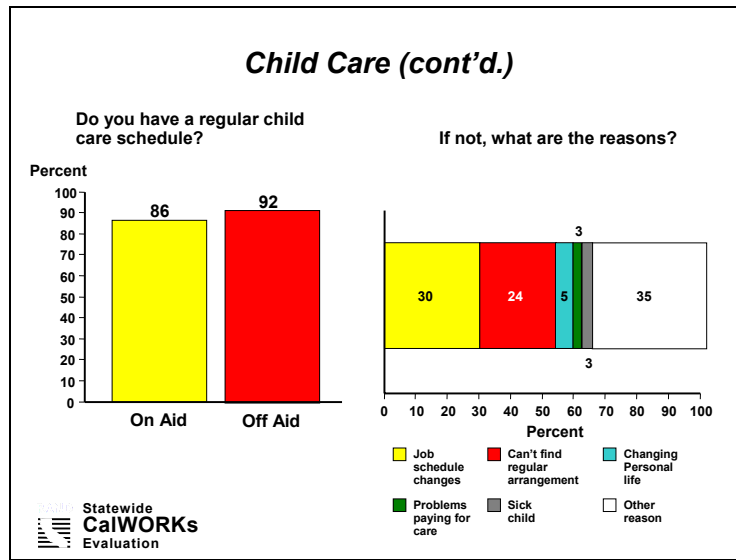 Child Care (cont’d.)
Do you have a regular child
care schedule?
Percent
100
90
80
70
60
50
40
30
20
10
0
86
92
On Aid
Off Aid
If not, what are the reasons?
3
30
24
5
35
3
0
10
20
30
40
50
60
70
80
90
100
Percent
Job
schedule
changes
Can’t find
regular
arrangement
Changing
Personal
life
Problems
paying for
care
Sick
child
Other
reason
RAND
Statewide
CalWORKs
Evaluation